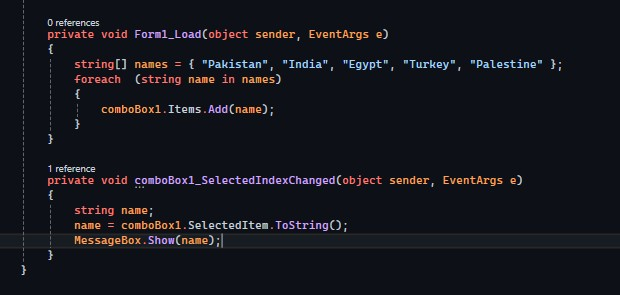 0 references
private void Form1_Load(object sender, EventArgs e)
{
string[] names = { "Pakistan", "India", "Egypt", "Turkey", "Palestine" };
foreach  (string name in names)
{
comboBox1.Items.Add(name);
}
}
1 reference
private void comboBox1_SelectedIndexChanged(object sender, EventArgs e)
{
string name;
name = comboBox1.SelectedItem.ToString();
MessageBox.Show(name);
}
}